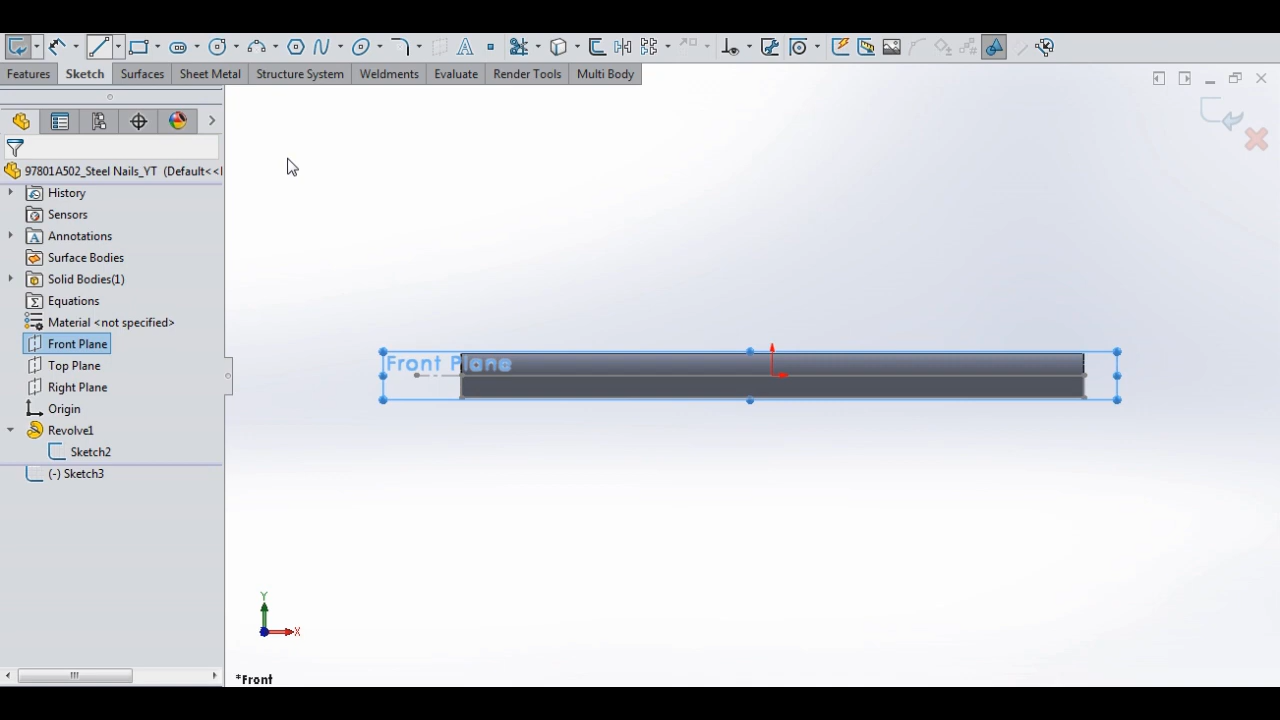 Features Sketch Surfaces Sheet Metal Structure System Weldments Evaluate Render Tools Multi Body
97801A502_Steel Nails_YT (Default<<
History
Sensors
Annotations
Surface Bodies
Solid Bodies(1)
Equations
Material <not specified>
Front Plane
Top Plane
Right Plane
Origin
Revolve1
Sketch2
(-) Sketch3
Front Plane
Y
X
*Front